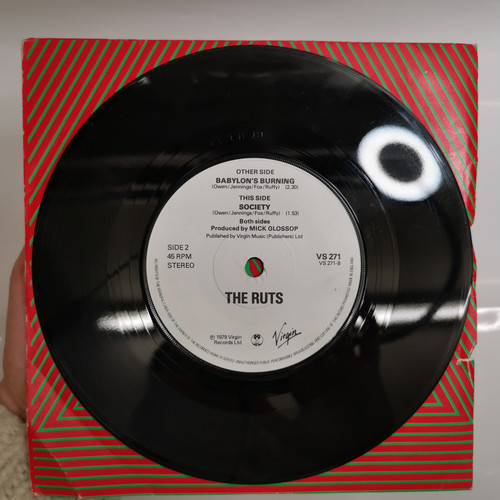 OTHER SIDE
BABYLON'S BURNING
(Owen/Jennings/Fox/Ruffy) (2.30)
THIS SIDE
SOCIETY
(Owen/Jennings/Fox/Ruffy) (1.53)
Both sides
Produced by MICK GLOSSOP
Published by Virgin Music (Publishers) Ltd
SIDE 2
45 RPM
STEREO
VS 271
VS 271-B
THE RUTS
℗ 1979 Virgin
Records Ltd
Virgin